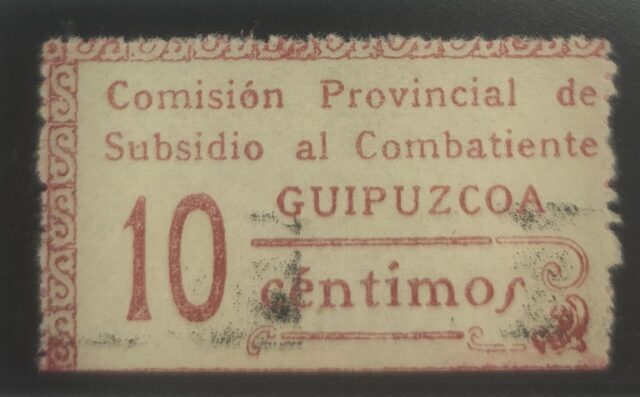 Comisión Provincial de
Subsidio al Combatiente
GUIPUZCOA
10 céntimos